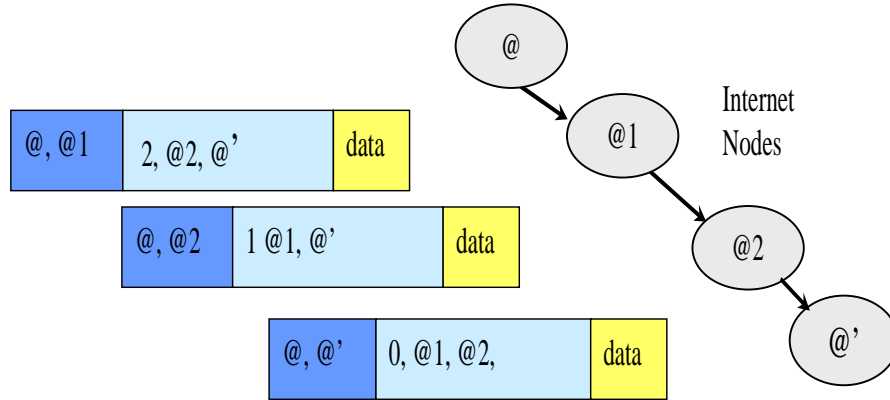 @
@1
Internet
Nodes
@, @1 2, @2, @’ data
@, @2 1 @1, @’ data
@2
@, @’ 0, @1, @2, data
@’